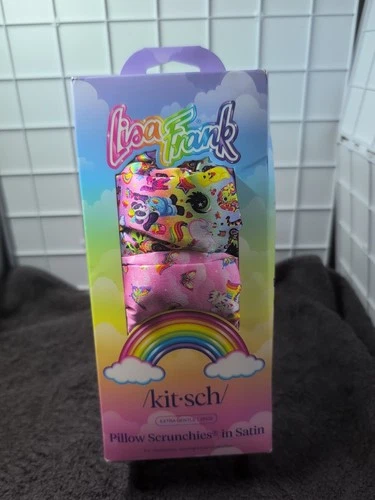 Lisa
Frank
/kit·sch/
Pillow Scrunchies® in Satin